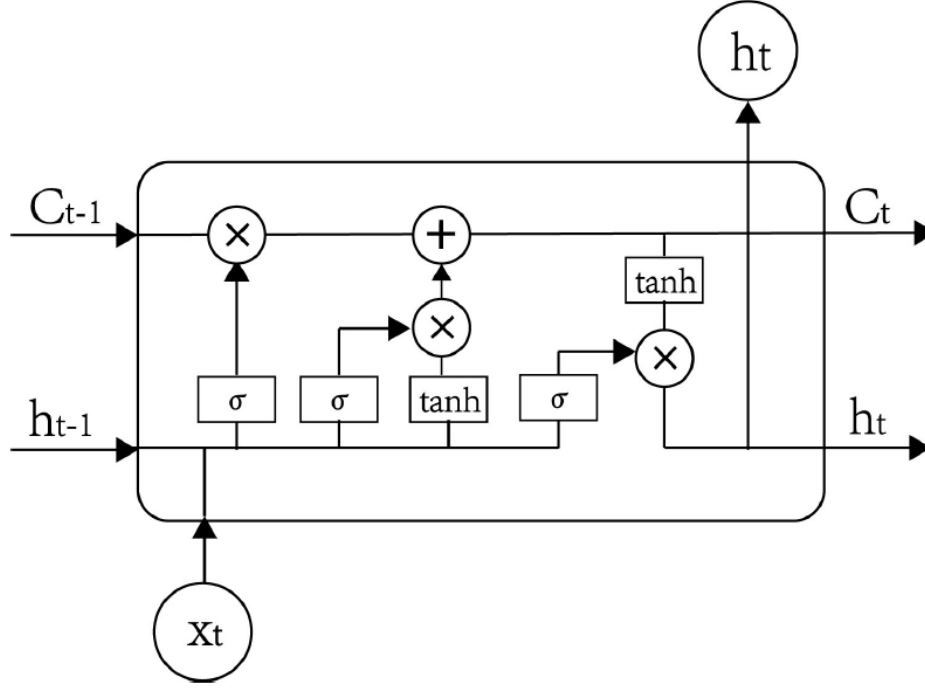 ht
Ct-1
×
+
Ct
tanh
×
×
σ
σ
tanh
σ
ht-1
ht
xt